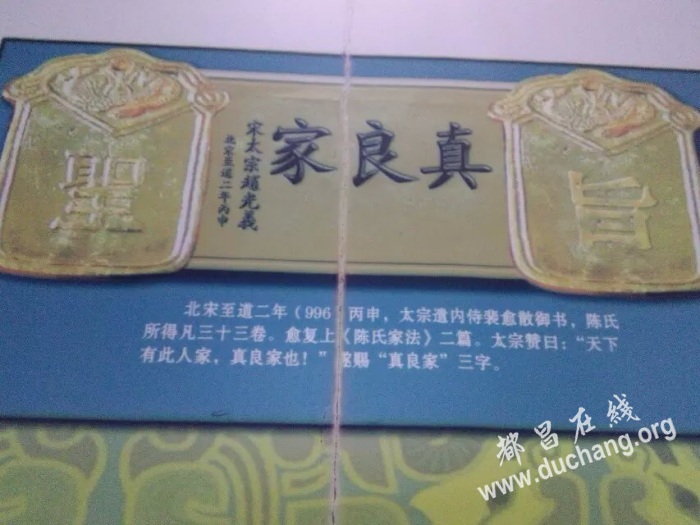 聖旨
真良家
宋太宗趙光義
北宋至道二年丙申
北宋至道二年（996）丙申，太宗遣内侍裴愈散御书，陈氏
所得凡三十三卷。愈复上《陈氏家法》二篇。太宗赞曰：“天下
有此人家，真良家也！”遂赐“真良家”三字。
都昌在线
www.duchang.org